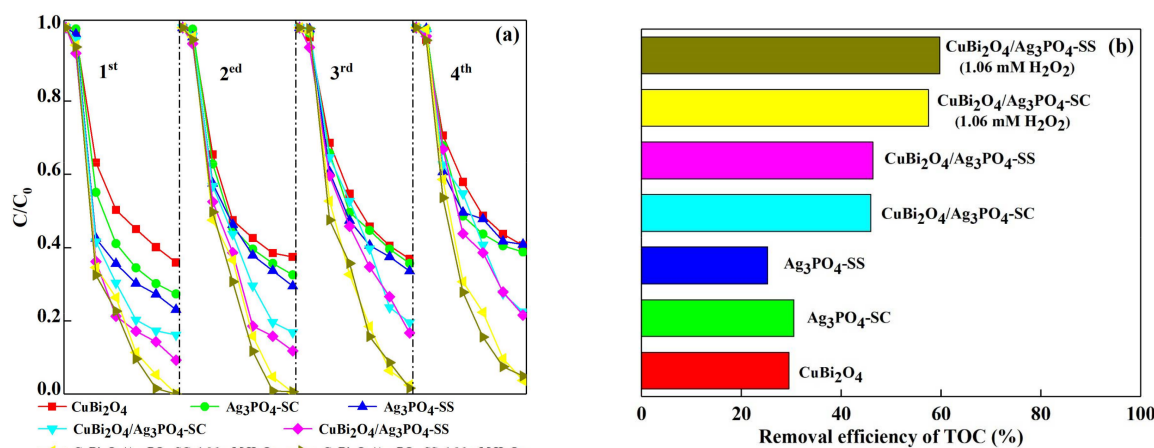 1.0
0.8
0.6
0.4
0.2
0.0
C/C0
1st
2ed
3rd
4th
(a)
CuBi2O4 Ag3PO4-SC Ag3PO4-SS
CuBi2O4/Ag3PO4-SC CuBi2O4/Ag3PO4-SS
(b)
CuBi2O4/Ag3PO4-SS
(1.06 mM H2O2)
CuBi2O4/Ag3PO4-SC
(1.06 mM H2O2)
CuBi2O4/Ag3PO4-SS
CuBi2O4/Ag3PO4-SC
Ag3PO4-SS
Ag3PO4-SC
CuBi2O4
0 20 40 60 80 100
Removal efficiency of TOC (%)